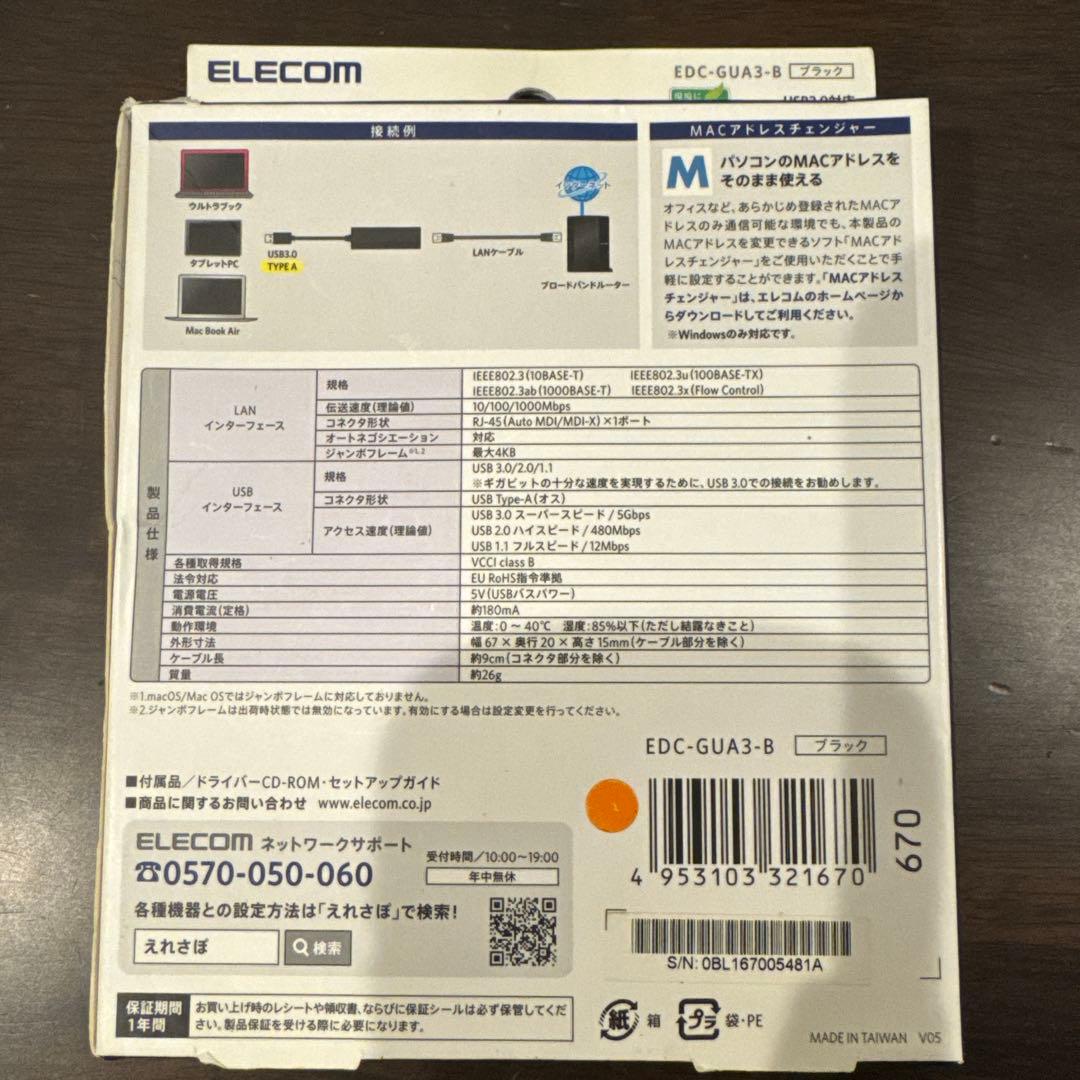 ELECOM
EDC-GUA3-B ブラック
環境に
USB3.0対応
接続例
ウルトラブック
タブレットPC
Mac Book Air
USB3.0
TYPE A
LANケーブル
インターネット
ブロードバンドルーター
MACアドレスチェンジャー
M パソコンのMACアドレスを
そのまま使える
オフィスなど、あらかじめ登録されたMACア
ドレスのみ通信可能な環境でも、本製品の
MACアドレスを変更できるソフト「MACアド
レスチェンジャー」をご使用いただくことで手
軽に設定することができます。「MACアドレス
チェンジャー」は、エレコムのホームページか
らダウンロードしてご利用ください。
※Windowsのみ対応です。
製品仕様
LAN
インターフェース
規格
IEEE802.3(10BASE-T) IEEE802.3u(100BASE-TX)
IEEE802.3ab(1000BASE-T) IEEE802.3x(Flow Control)
伝送速度(理論値) 10/100/1000Mbps
コネクタ形状 RJ-45(Auto MDI/MDI-X)×1ポート
オートネゴシエーション 対応
ジャンボフレーム※1.2 最大4KB
USB
インターフェース
規格
USB 3.0/2.0/1.1
※ギガビットの十分な速度を実現するために、USB 3.0での接続をお勧めします。
コネクタ形状 USB Type-A(オス)
アクセス速度(理論値)
USB 3.0 スーパースピード/5Gbps
USB 2.0 ハイスピード/480Mbps
USB 1.1 フルスピード/12Mbps
各種取得規格 VCCI class B
法令対応 EU RoHS指令準拠
電源電圧 5V(USBバスパワー)
消費電流(定格) 約180mA
動作環境 温度:0～40℃ 湿度:85%以下(ただし結露なきこと)
外形寸法 幅67×奥行20×高さ15mm(ケーブル部分を除く)
ケーブル長 約9cm(コネクタ部分を除く)
質量 約26g
※1.macOS/Mac OSではジャンボフレームに対応しておりません。
※2.ジャンボフレームは出荷時状態では無効になっています。有効にする場合は設定変更を行ってください。
EDC-GUA3-B ブラック
■付属品/ドライバーCD-ROM・セットアップガイド
■商品に関するお問い合わせ www.elecom.co.jp
ELECOM ネットワークサポート
☎0570-050-060
受付時間/10:00～19:00
年中無休
各種機器との設定方法は「えれさぽ」で検索!
えれさぽ 検索
4 953103 321670
670
S/N: 0BL167005481A
保証期間
1年間
お買い上げ時のレシートや領収書、ならびに保証シールは必ず保管してくだ
さい。製品保証を受ける際に必要になります。
紙 箱 プラ 袋・PE
MADE IN TAIWAN V05